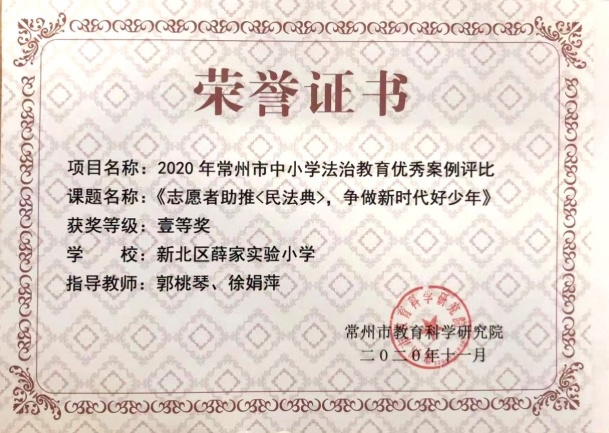 荣誉证书
项目名称：2020 年常州市中小学法治教育优秀案例评比
课题名称：《志愿者助推<民法典>，争做新时代好少年》
获奖等级：壹等奖
学　　校：新北区薛家实验小学
指导教师：郭桃琴、徐娟萍
常州市教育科学研究院
二〇二〇年十一月